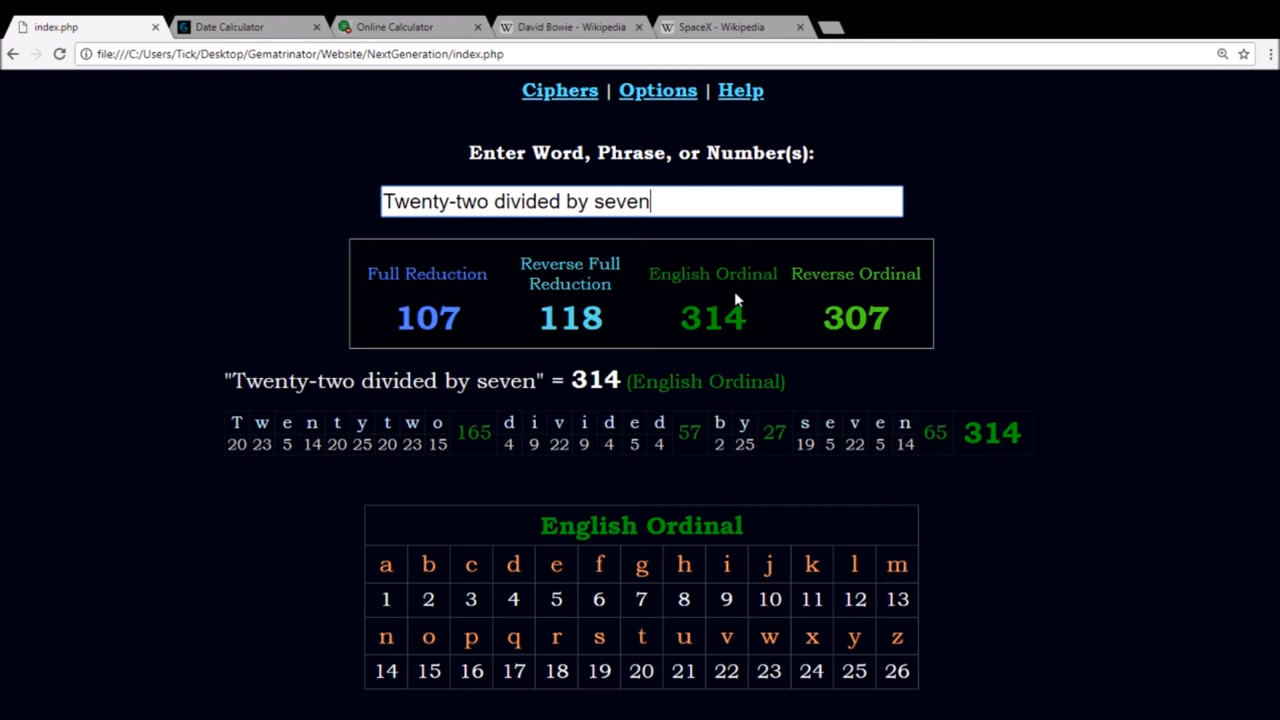 index.php
Date Calculator
Online Calculator
David Bowie - Wikipedia
SpaceX - Wikipedia
file:///C:/Users/Tick/Desktop/Gematrinator/Website/NextGeneration/index.php
Ciphers | Options | Help
Enter Word, Phrase, or Number(s):
Twenty-two divided by seven
Full Reduction Reverse Full Reduction English Ordinal Reverse Ordinal
107 118 314 307
"Twenty-two divided by seven" = 314 (English Ordinal)
T w e n t y t w o 165 d i v i d e d 57 b y 27 s e v e n 65 314
20 23 5 14 20 25 20 23 15 4 9 22 9 4 5 4 2 25 19 5 22 5 14
English Ordinal
a b c d e f g h i j k l m
1 2 3 4 5 6 7 8 9 10 11 12 13
n o p q r s t u v w x y z
14 15 16 17 18 19 20 21 22 23 24 25 26